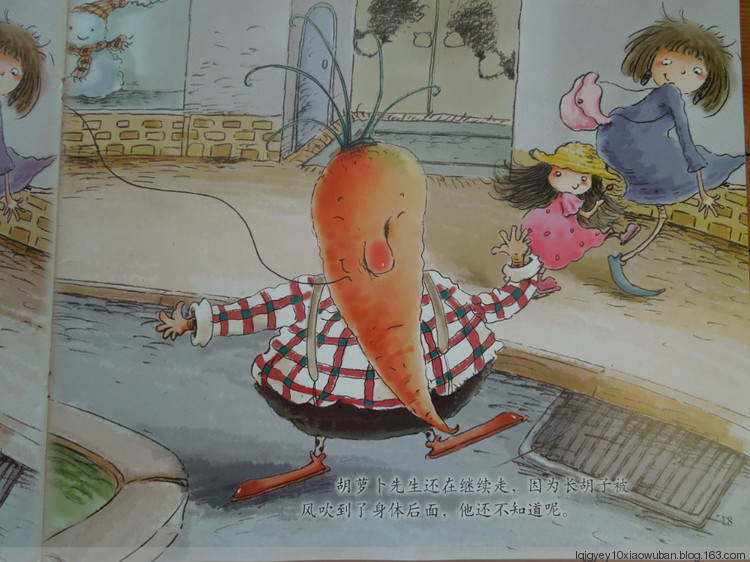 胡萝卜先生还在继续走，因为长胡子被
风吹到了身体后面，他还不知道呢。
18
lqjgyey10xiaowuban.blog.163.com